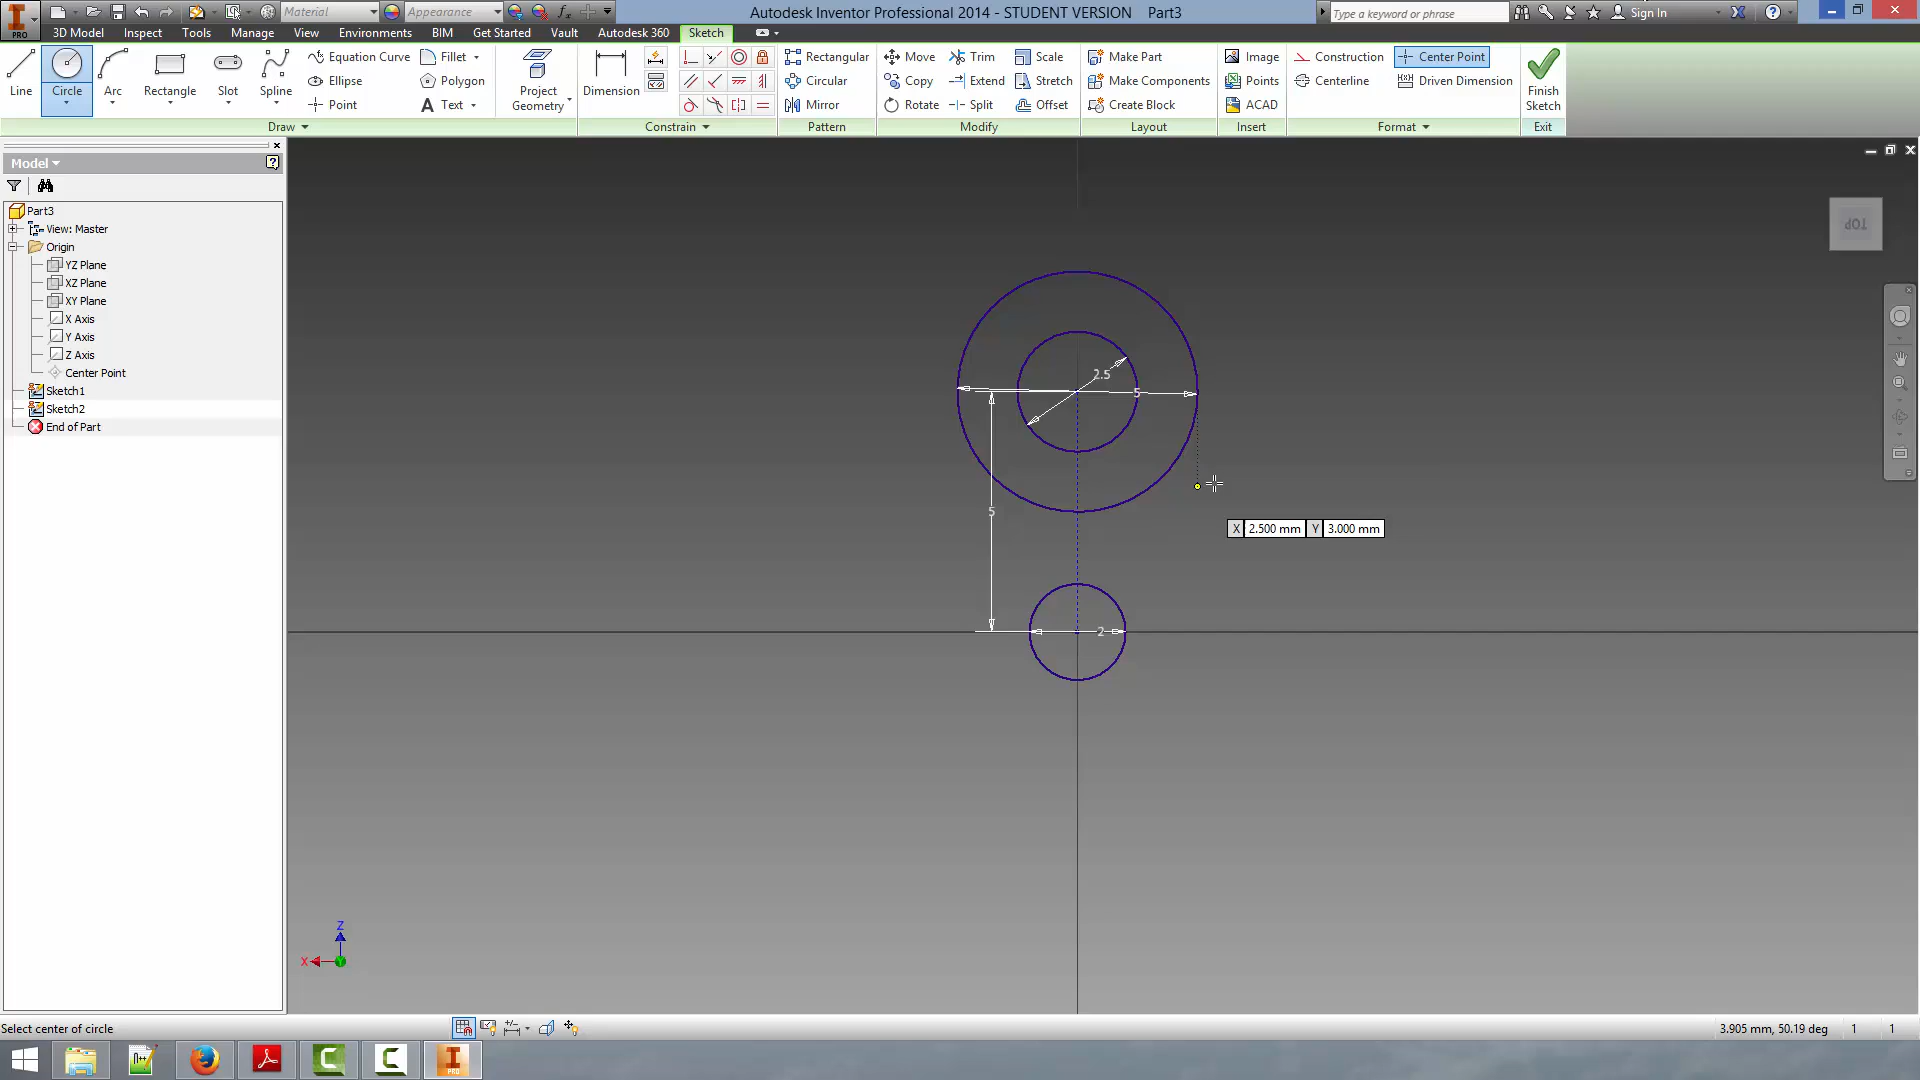 Material
Appearance
Autodesk Inventor Professional 2014 - STUDENT VERSION Part3
Type a keyword or phrase
Sign In
PRO
3D Model Inspect Tools Manage View Environments BIM Get Started Vault Autodesk 360 Sketch
Line
Circle
Arc
Rectangle
Slot
Spline
Equation Curve
Ellipse
Point
Fillet
Polygon
Text
Project Geometry
Dimension
Rectangular
Circular
Mirror
Move
Copy
Rotate
Trim
Extend
Split
Scale
Stretch
Offset
Make Part
Make Components
Create Block
Image
Points
ACAD
Construction
Centerline
Center Point
Driven Dimension
Finish Sketch
Draw Constrain Pattern Modify Layout Insert Format Exit
Model
Part3
View: Master
Origin
YZ Plane
XZ Plane
XY Plane
X Axis
Y Axis
Z Axis
Center Point
Sketch1
Sketch2
End of Part
TOP
2.5
5
5
X 2.500 mm Y 3.000 mm
2
Z
X
Y
Select center of circle
3.905 mm, 50.19 deg 1 1
PRO